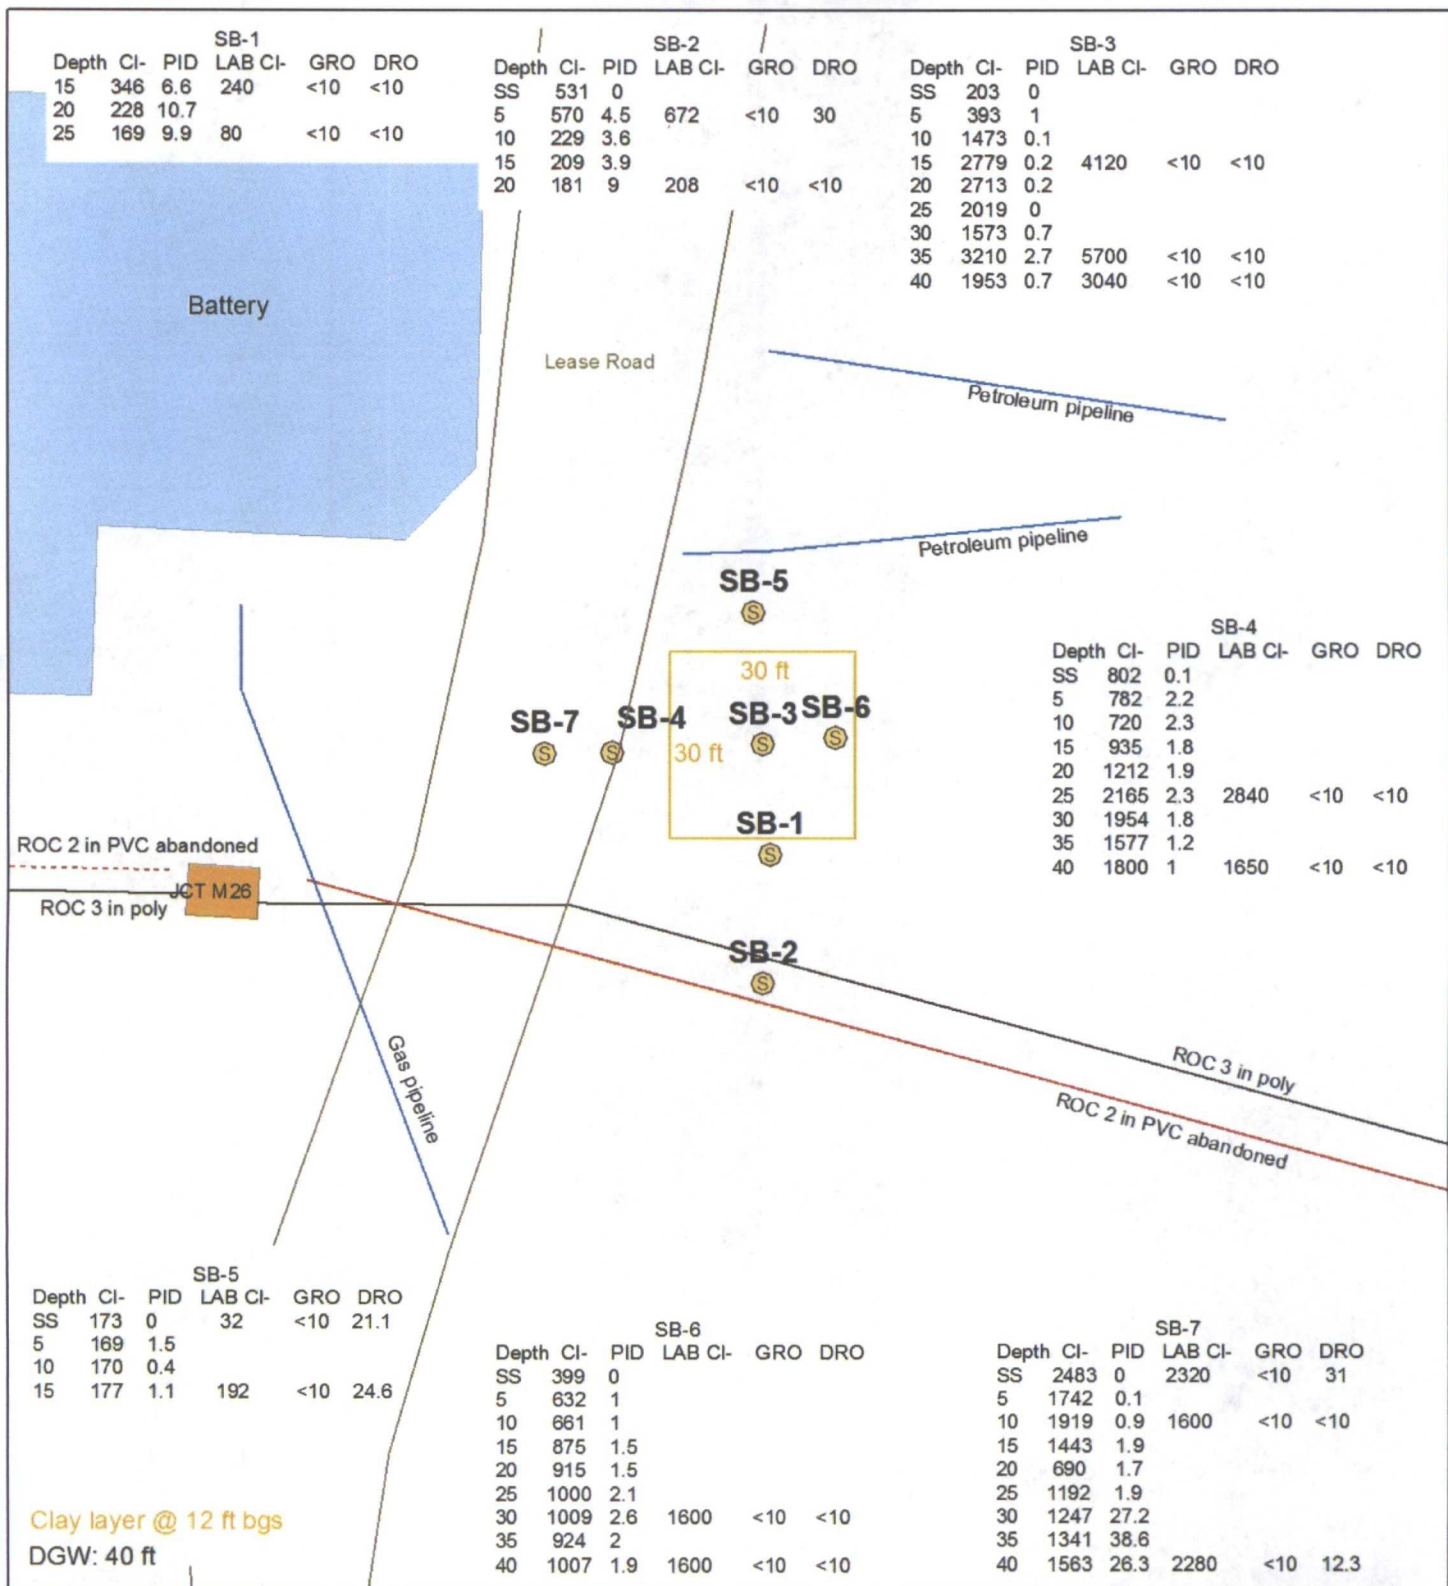 SB-1
Depth Cl- PID LAB Cl- GRO DRO
15 346 6.6 240 <10 <10
20 228 10.7
25 169 9.9 80 <10 <10
SB-2
Depth Cl- PID LAB Cl- GRO DRO
SS 531 0
5 570 4.5 672 <10 30
10 229 3.6
15 209 3.9
20 181 9 208 <10 <10
SB-3
Depth Cl- PID LAB Cl- GRO DRO
SS 203 0
5 393 1
10 1473 0.1
15 2779 0.2 4120 <10 <10
20 2713 0.2
25 2019 0
30 1573 0.7
35 3210 2.7 5700 <10 <10
40 1953 0.7 3040 <10 <10
Battery
Lease Road
Petroleum pipeline
Petroleum pipeline
SB-5
S
30 ft
SB-7
SB-4
SB-3
SB-6
S
S
30 ft
S
S
SB-1
S
SB-4
Depth Cl- PID LAB Cl- GRO DRO
SS 802 0.1
5 782 2.2
10 720 2.3
15 935 1.8
20 1212 1.9
25 2165 2.3 2840 <10 <10
30 1954 1.8
35 1577 1.2
40 1800 1 1650 <10 <10
ROC 2 in PVC abandoned
JCT M26
ROC 3 in poly
SB-2
S
Gas pipeline
ROC 3 in poly
ROC 2 in PVC abandoned
SB-5
Depth Cl- PID LAB Cl- GRO DRO
SS 173 0 32 <10 21.1
5 169 1.5
10 170 0.4
15 177 1.1 192 <10 24.6
SB-6
Depth Cl- PID LAB Cl- GRO DRO
SS 399 0
5 632 1
10 661 1
15 875 1.5
20 915 1.5
25 1000 2.1
30 1009 2.6 1600 <10 <10
35 924 2
40 1007 1.9 1600 <10 <10
SB-7
Depth Cl- PID LAB Cl- GRO DRO
SS 2483 0 2320 <10 31
5 1742 0.1
10 1919 0.9 1600 <10 <10
15 1443 1.9
20 690 1.7
25 1192 1.9
30 1247 27.2
35 1341 38.6
40 1563 26.3 2280 <10 12.3
Clay layer @ 12 ft bgs
DGW: 40 ft